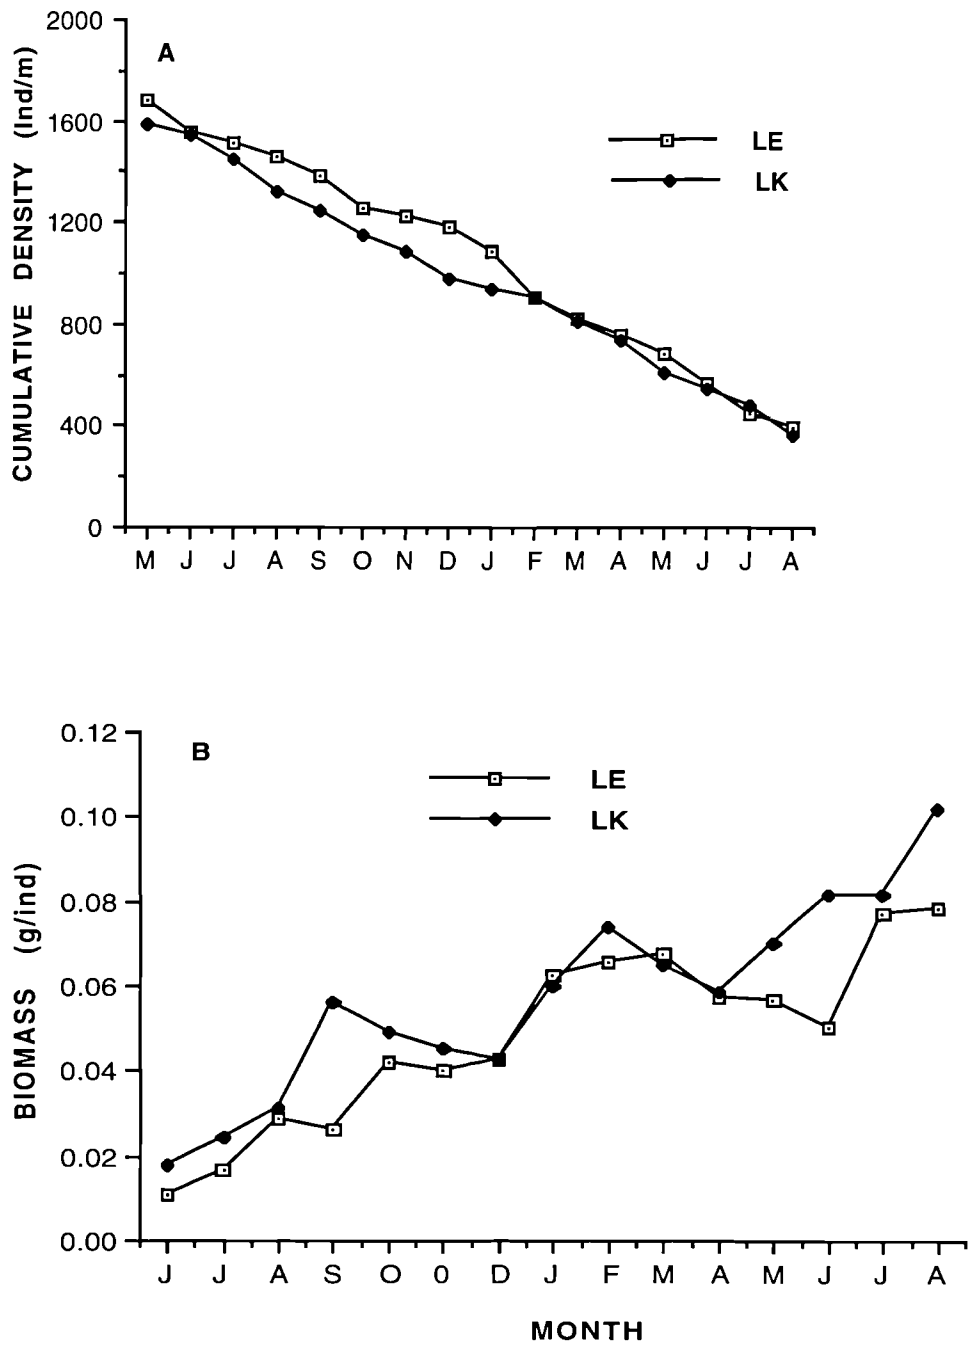 2000
A
1600
LE
LK
1200
800
400
0
CUMULATIVE DENSITY (Ind/m)
M J J A S O N D J F M A M J J A
0.12
B
LE
LK
0.10
0.08
0.06
0.04
0.02
0.00
BIOMASS (g/ind)
J J A S O 0 D J F M A M J J A
MONTH